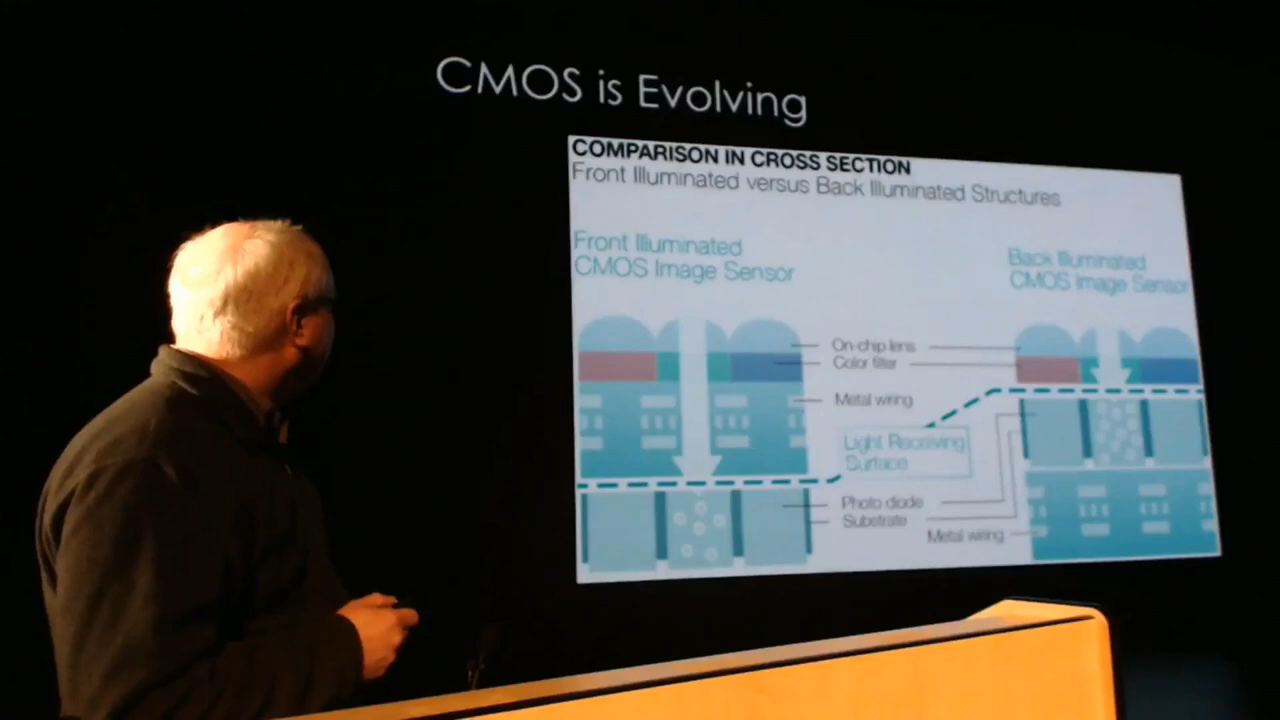 CMOS is Evolving
COMPARISON IN CROSS SECTION
Front Illuminated versus Back Illuminated Structures
Front Illuminated
CMOS Image Sensor
Back Illuminated
CMOS Image Sensor
On-chip lens
Color filter
Metal wiring
Light Receiving
Surface
Photo diode
Substrate
Metal wiring